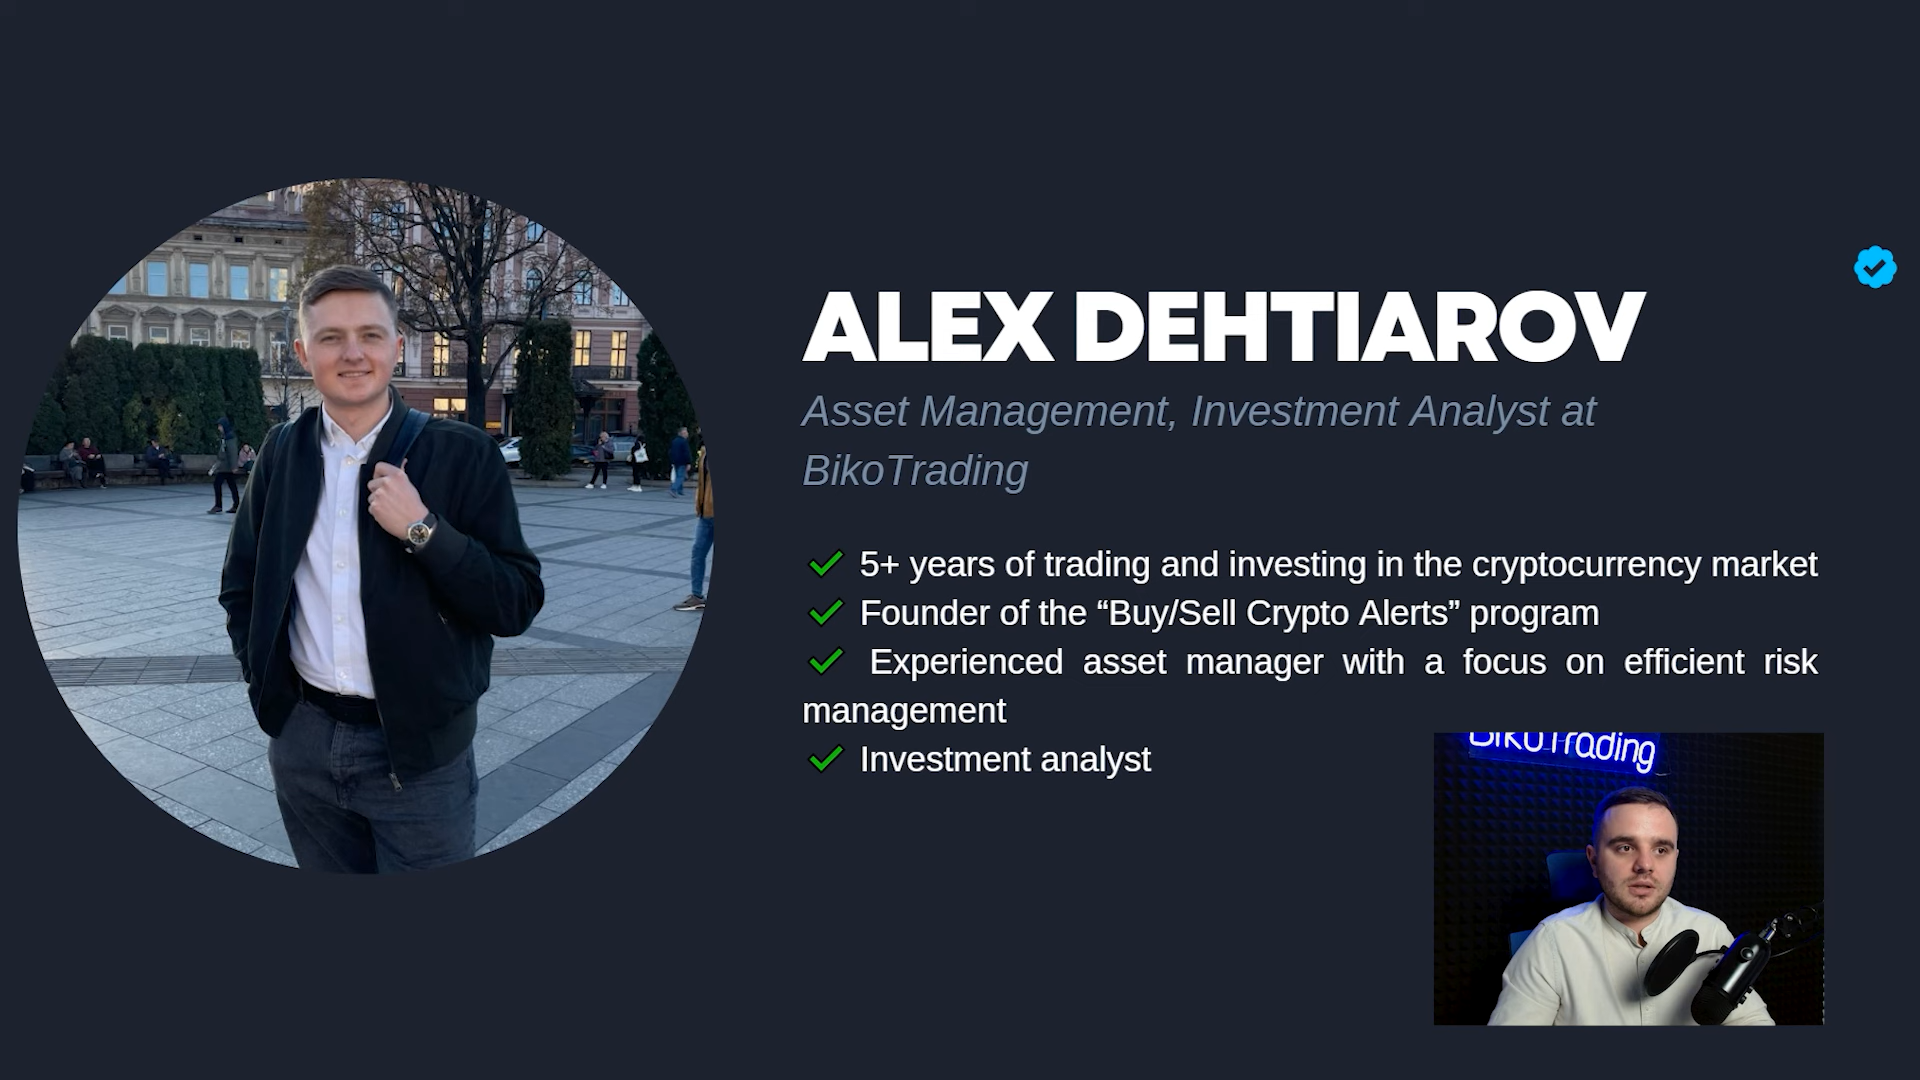 ALEX DEHTIAROV
Asset Management, Investment Analyst at
BikoTrading
5+ years of trading and investing in the cryptocurrency market
Founder of the “Buy/Sell Crypto Alerts” program
Experienced asset manager with a focus on efficient risk
management
Investment analyst
BikoTrading